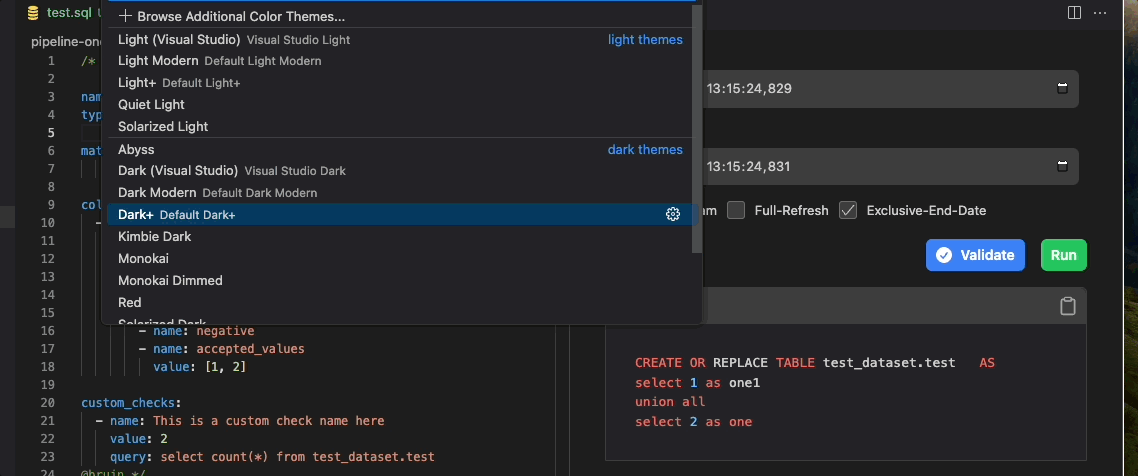 test.sql
Browse Additional Color Themes...
pipeline-on
Light (Visual Studio) Visual Studio Light light themes
Light Modern Default Light Modern
Light+ Default Light+
Quiet Light
Solarized Light
Abyss dark themes
Dark (Visual Studio) Visual Studio Dark
Dark Modern Default Dark Modern
Dark+ Default Dark+
Kimbie Dark
Monokai
Monokai Dimmed
Red
Solarized Dark
1 /*
2
3 nam
4 typ
5
6 mat
7
8
9 col
10 -
11
12
13
14
15
16 - name: negative
17 - name: accepted_values
18 value: [1, 2]
19
20 custom_checks:
21 - name: This is a custom check name here
22 value: 2
23 query: select count(*) from test_dataset.test
24 @bruin */
13:15:24,829
13:15:24,831
am Full-Refresh Exclusive-End-Date
Validate Run
CREATE OR REPLACE TABLE test_dataset.test AS
select 1 as one1
union all
select 2 as one